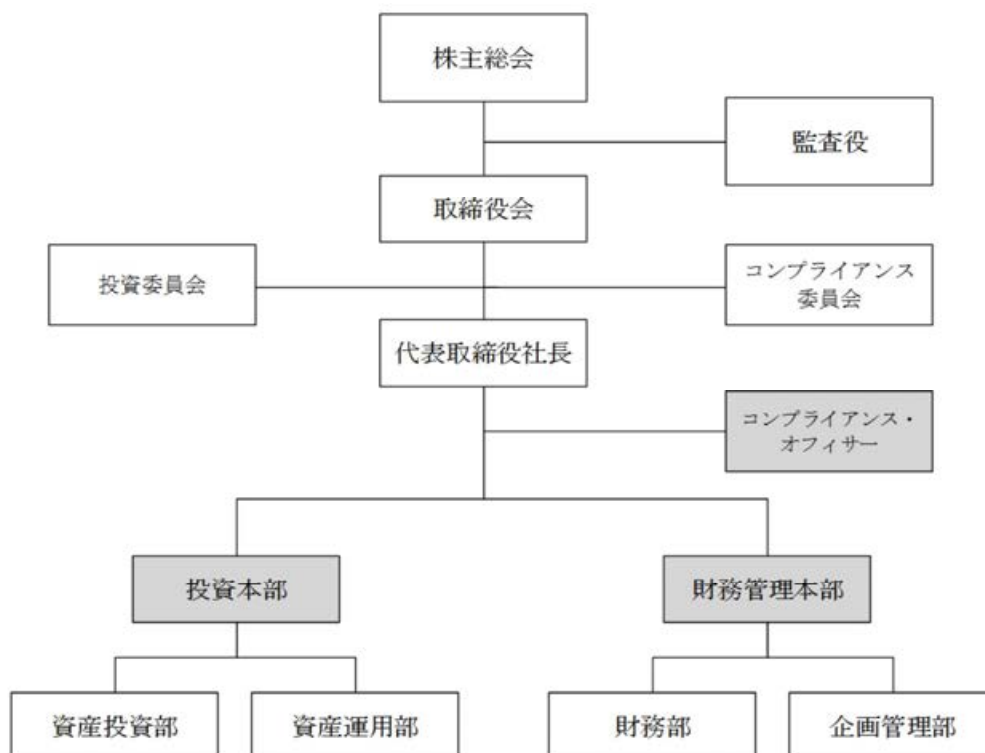 株主総会
監査役
取締役会
投資委員会
コンプライアンス
委員会
代表取締役社長
コンプライアンス・
オフィサー
投資本部
財務管理本部
資産投資部
資産運用部
財務部
企画管理部